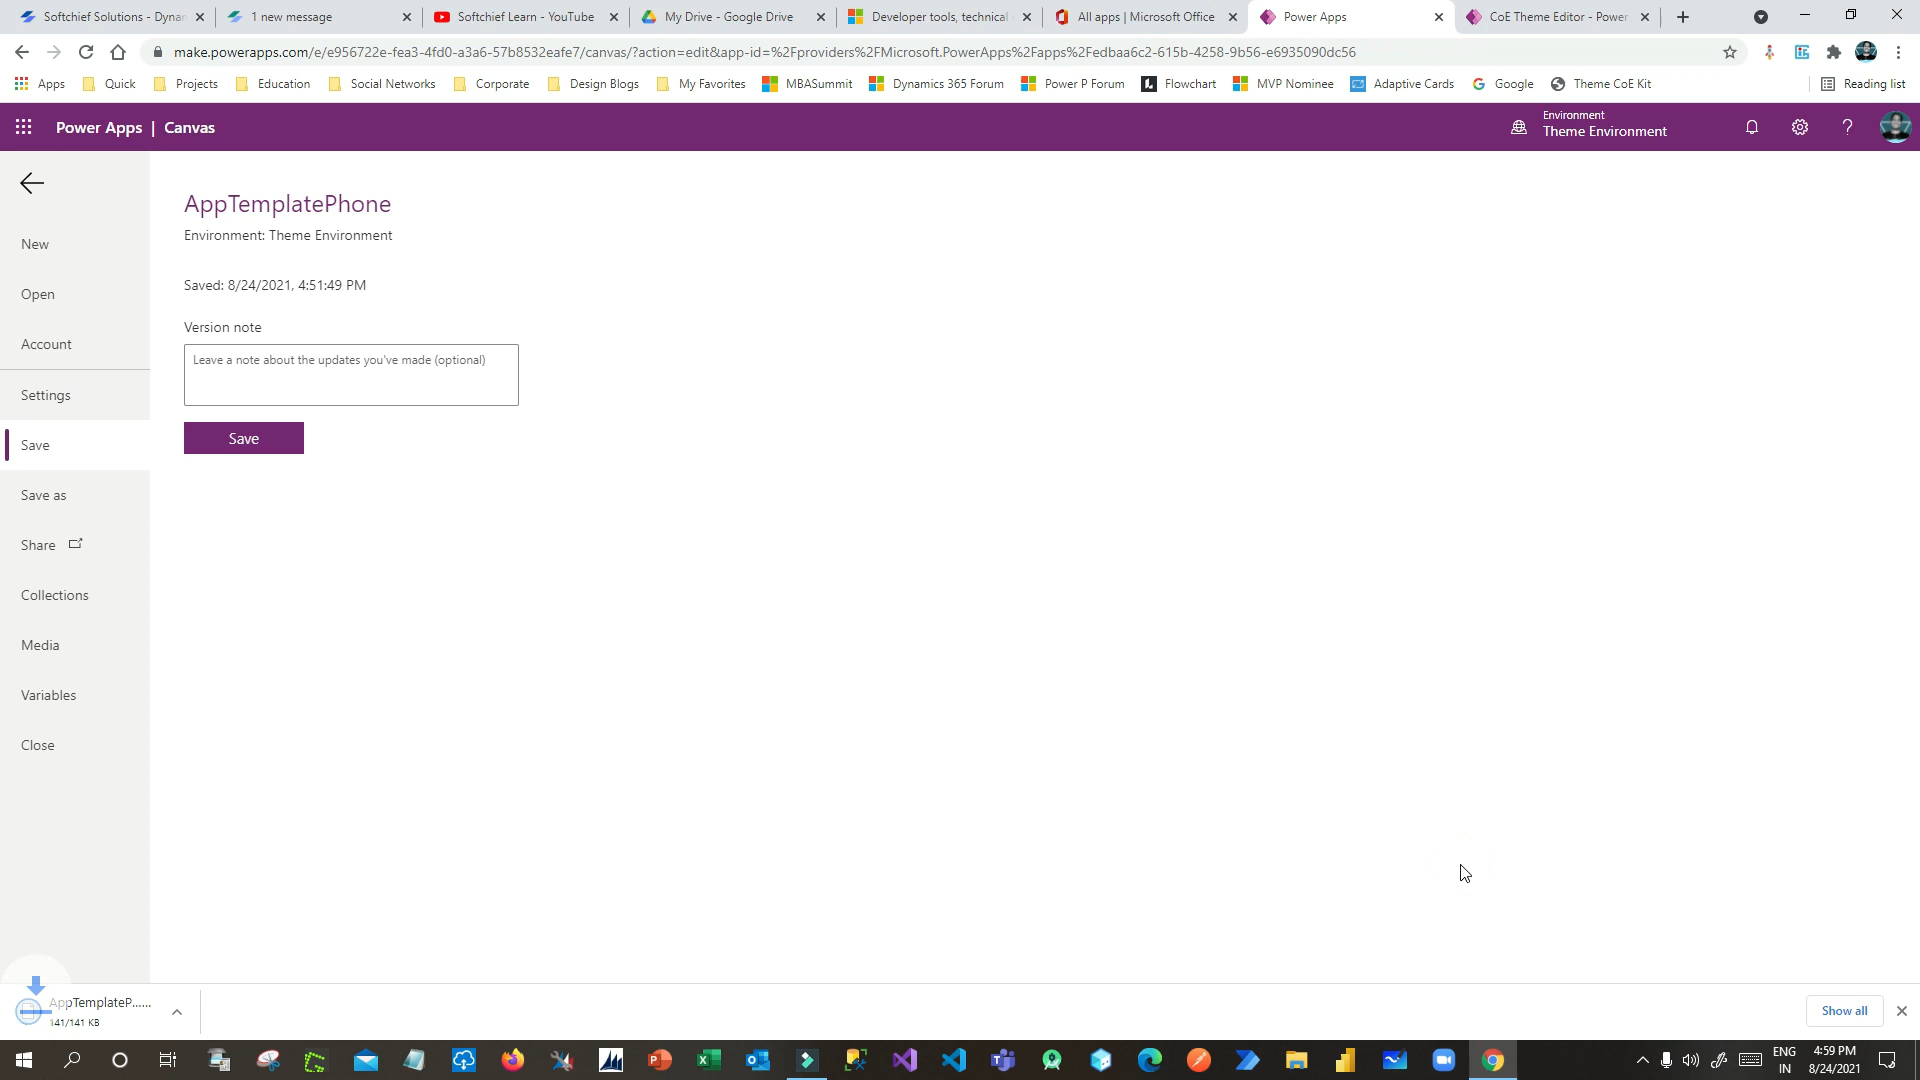 Softchief Solutions - Dynam
1 new message
Softchief Learn - YouTube
My Drive - Google Drive
Developer tools, technical
All apps | Microsoft Office
Power Apps
CoE Theme Editor - Power
make.powerapps.com/e/e956722e-fea3-4fd0-a3a6-57b8532eafe7/canvas/?action=edit&app-id=%2Fproviders%2FMicrosoft.PowerApps%2Fapps%2Fedbaa6c2-615b-4258-9b56-e6935090dc56
Apps Quick Projects Education Social Networks Corporate Design Blogs My Favorites MBASummit Dynamics 365 Forum Power P Forum Flowchart MVP Nominee Adaptive Cards Google Theme CoE Kit Reading list
Power Apps | Canvas
Environment
Theme Environment
AppTemplatePhone
Environment: Theme Environment
New
Saved: 8/24/2021, 4:51:49 PM
Open
Version note
Account
Leave a note about the updates you've made (optional)
Settings
Save
Save
Save as
Share
Collections
Media
Variables
Close
AppTemplateP......
141/141 KB
Show all
ENG
IN
4:59 PM
8/24/2021